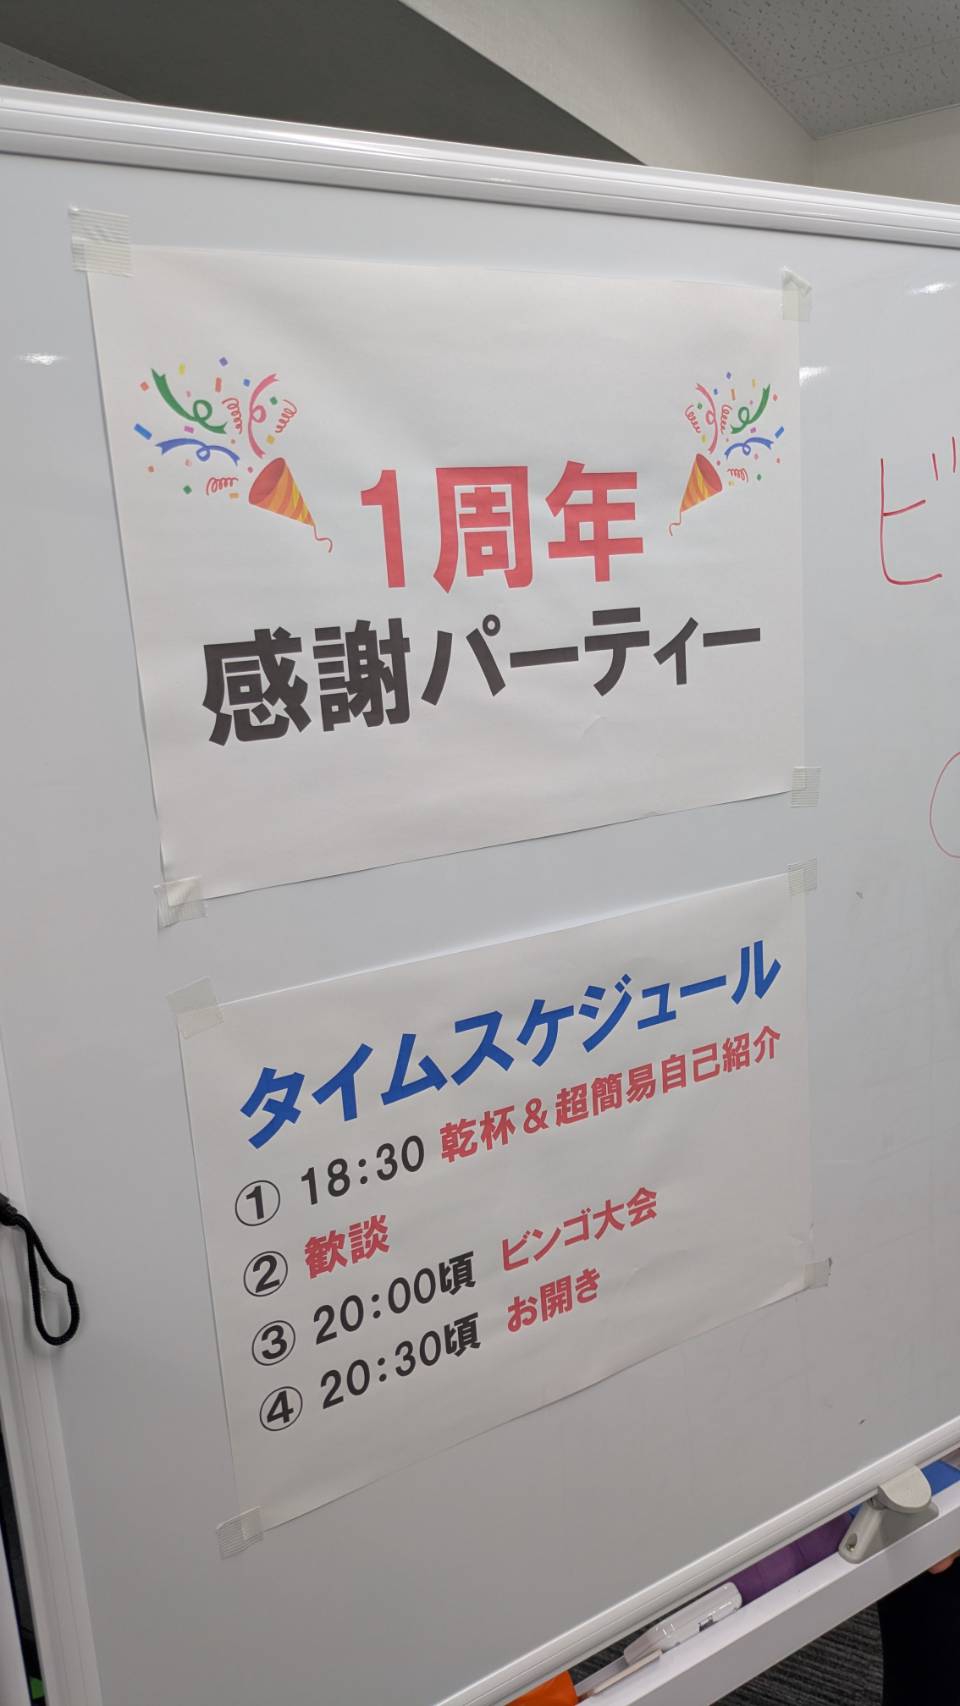 1周年
感謝パーティー
タイムスケジュール
① 18:30 乾杯＆超簡易自己紹介
② 歓談
③ 20:00頃 ビンゴ大会
④ 20:30頃 お開き
ビ